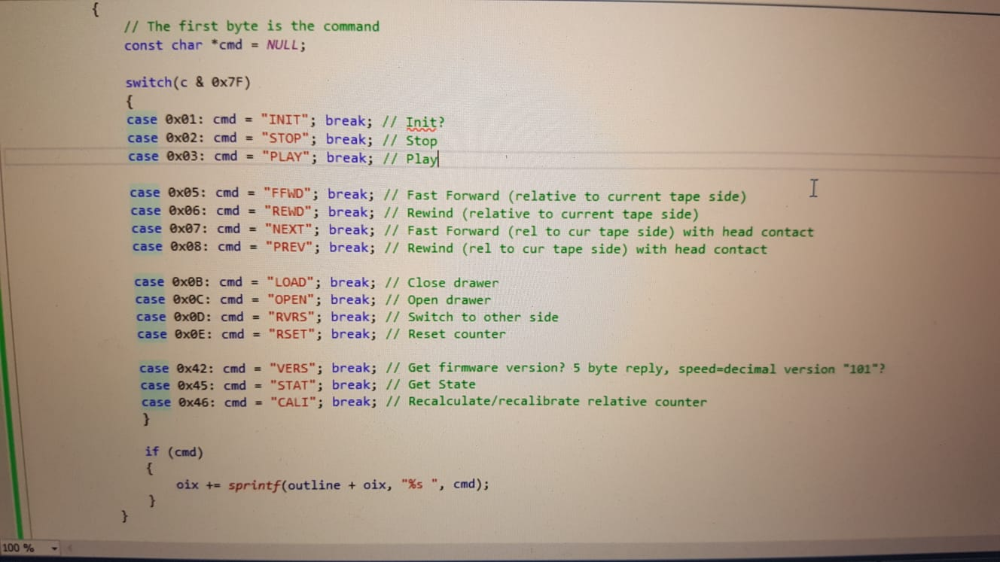 {
// The first byte is the command
const char *cmd = NULL;
switch(c & 0x7F)
{
case 0x01: cmd = "INIT"; break; // Init?
case 0x02: cmd = "STOP"; break; // Stop
case 0x03: cmd = "PLAY"; break; // Play
case 0x05: cmd = "FFWD"; break; // Fast Forward (relative to current tape side)
case 0x06: cmd = "REWD"; break; // Rewind (relative to current tape side)
case 0x07: cmd = "NEXT"; break; // Fast Forward (rel to cur tape side) with head contact
case 0x08: cmd = "PREV"; break; // Rewind (rel to cur tape side) with head contact
case 0x0B: cmd = "LOAD"; break; // Close drawer
case 0x0C: cmd = "OPEN"; break; // Open drawer
case 0x0D: cmd = "RVRS"; break; // Switch to other side
case 0x0E: cmd = "RSET"; break; // Reset counter
case 0x42: cmd = "VERS"; break; // Get firmware version? 5 byte reply, speed=decimal version "101"?
case 0x45: cmd = "STAT"; break; // Get State
case 0x46: cmd = "CALI"; break; // Recalculate/recalibrate relative counter
}
if (cmd)
{
oix += sprintf(outline + oix, "%s ", cmd);
}
}
100 %